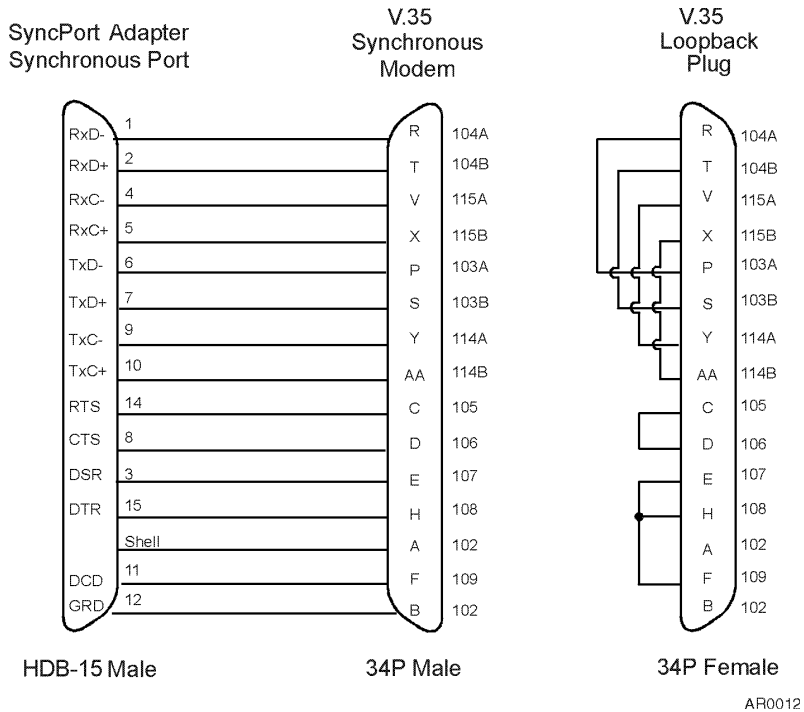 SyncPort Adapter
Synchronous Port
V.35
Synchronous
Modem
V.35
Loopback
Plug
RxD- 1 R 104A R 104A
RxD+ 2 T 104B T 104B
RxC- 4 V 115A V 115A
RxC+ 5 X 115B X 115B
TxD- 6 P 103A P 103A
TxD+ 7 S 103B S 103B
TxC- 9 Y 114A Y 114A
TxC+ 10 AA 114B AA 114B
RTS 14 C 105 C 105
CTS 8 D 106 D 106
DSR 3 E 107 E 107
DTR 15 H 108 H 108
Shell A 102 A 102
DCD 11 F 109 F 109
GRD 12 B 102 B 102
HDB-15 Male 34P Male 34P Female
AR0012